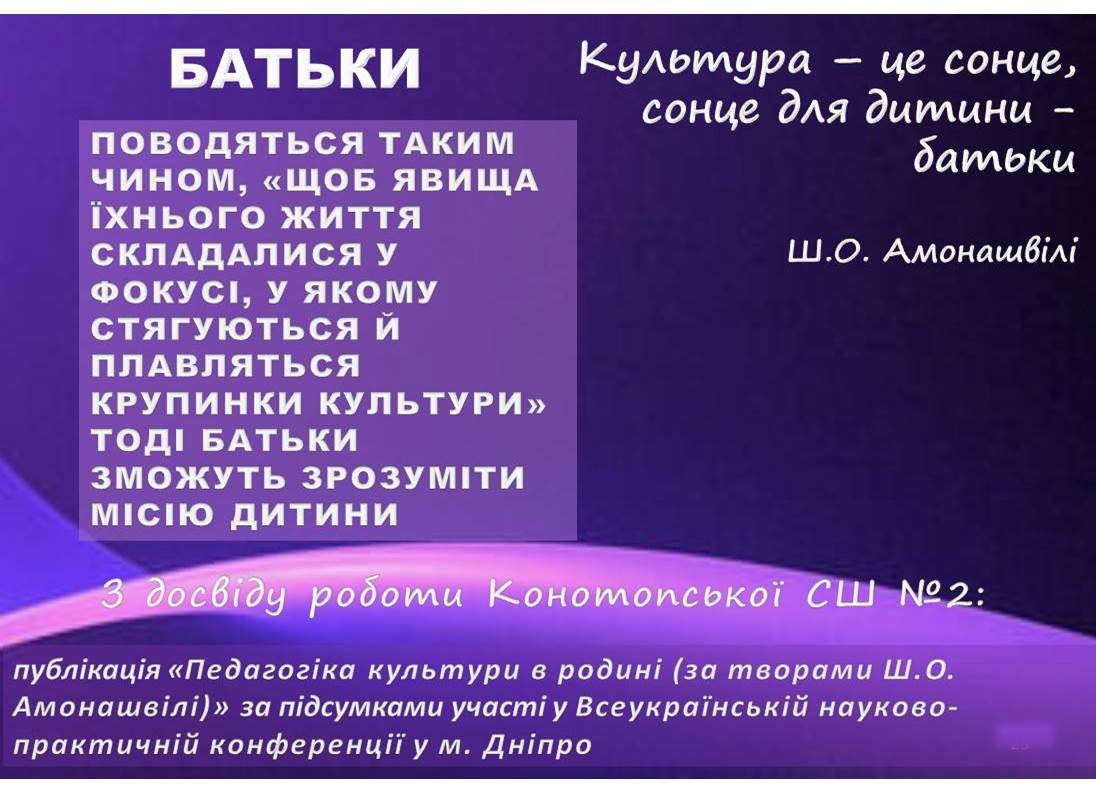 БАТЬКИ
ПОВОДЯТЬСЯ ТАКИМ
ЧИНОМ, «ЩОБ ЯВИЩА
ЇХНЬОГО ЖИТТЯ
СКЛАДАЛИСЯ У
ФОКУСІ, У ЯКОМУ
СТЯГУЮТЬСЯ Й
ПЛАВЛЯТЬСЯ
КРУПИНКИ КУЛЬТУРИ»
ТОДІ БАТЬКИ
ЗМОЖУТЬ ЗРОЗУМІТИ
МІСІЮ ДИТИНИ
Культура – це сонце,
сонце для дитини -
батьки
Ш.О. Амонашвілі
З досвіду роботи Конотопської СШ №2:
публікація «Педагогіка культури в родині (за творами Ш.О.
Амонашвілі)» за підсумками участі у Всеукраїнській науково-
практичній конференції у м. Дніпро